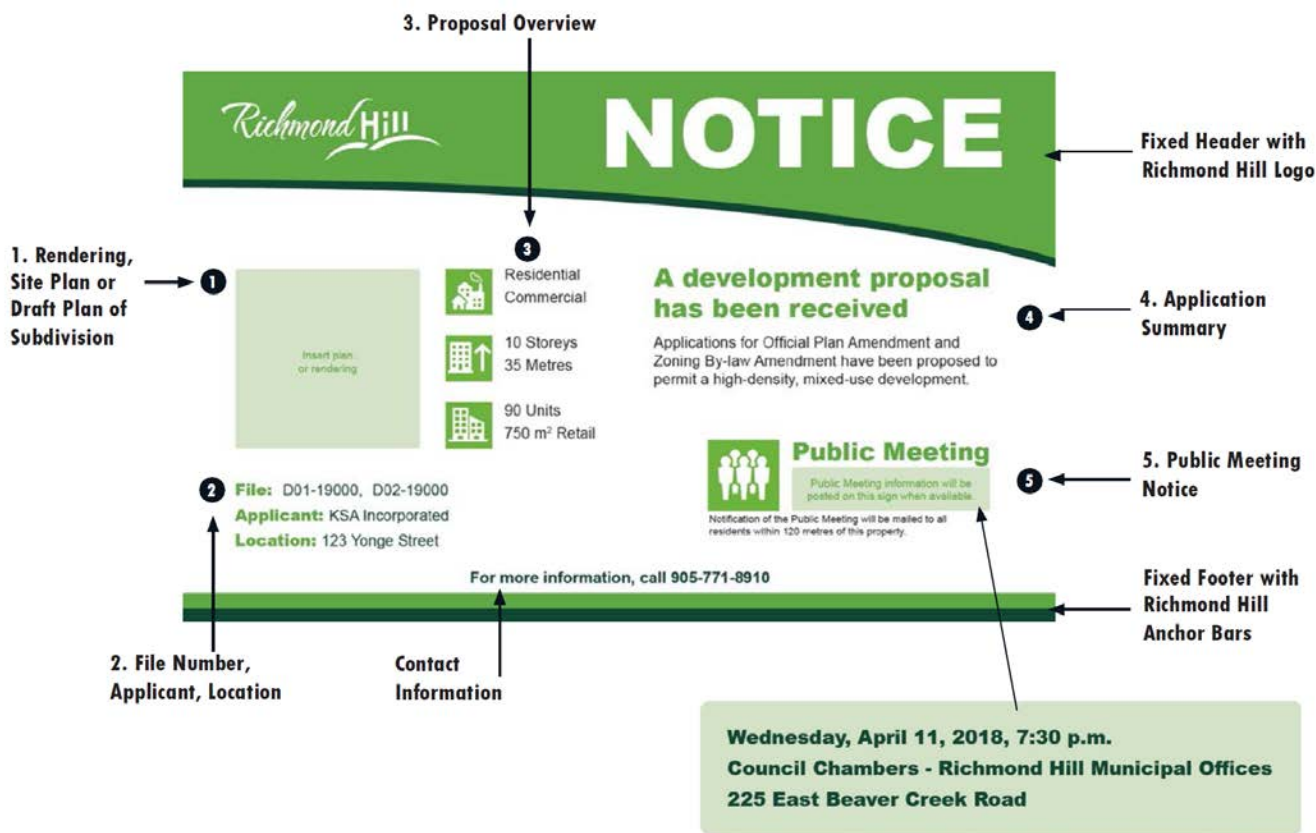 3. Proposal Overview
Richmond Hill
NOTICE
Fixed Header with
Richmond Hill Logo
1. Rendering,
Site Plan or
Draft Plan of
Subdivision
1
Insert plan
or rendering
3
Residential
Commercial
10 Storeys
35 Metres
90 Units
750 m² Retail
A development proposal
has been received
Applications for Official Plan Amendment and
Zoning By-law Amendment have been proposed to
permit a high-density, mixed-use development.
4
4. Application
Summary
2
File: D01-19000, D02-19000
Applicant: KSA Incorporated
Location: 123 Yonge Street
Public Meeting
Public Meeting information will be
posted on this sign when available.
Notification of the Public Meeting will be mailed to all
residents within 120 metres of this property.
5
5. Public Meeting
Notice
For more information, call 905-771-8910
Fixed Footer with
Richmond Hill
Anchor Bars
2. File Number,
Applicant, Location
Contact
Information
Wednesday, April 11, 2018, 7:30 p.m.
Council Chambers - Richmond Hill Municipal Offices
225 East Beaver Creek Road